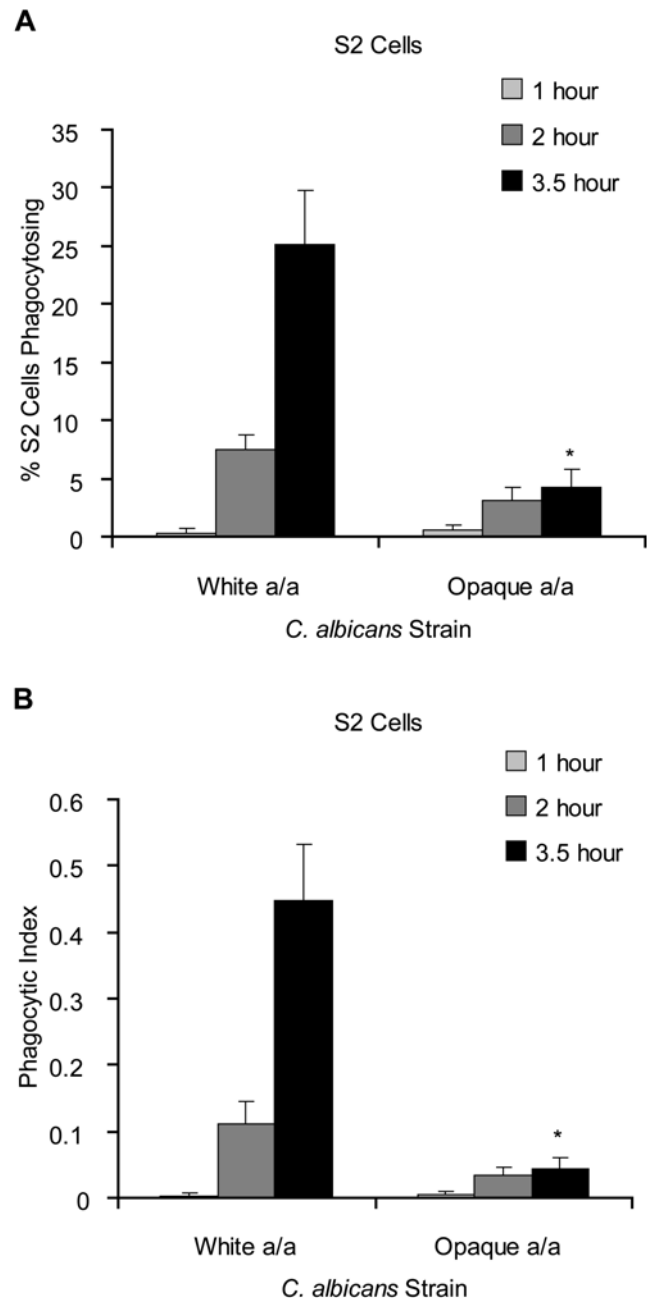 A
S2 Cells
1 hour
2 hour
3.5 hour
35
30
25
20
15
10
5
0
% S2 Cells Phagocytosing
*
White a/a
Opaque a/a
C. albicans Strain
B
S2 Cells
1 hour
2 hour
3.5 hour
0.6
0.5
0.4
0.3
0.2
0.1
0
Phagocytic Index
*
White a/a
Opaque a/a
C. albicans Strain